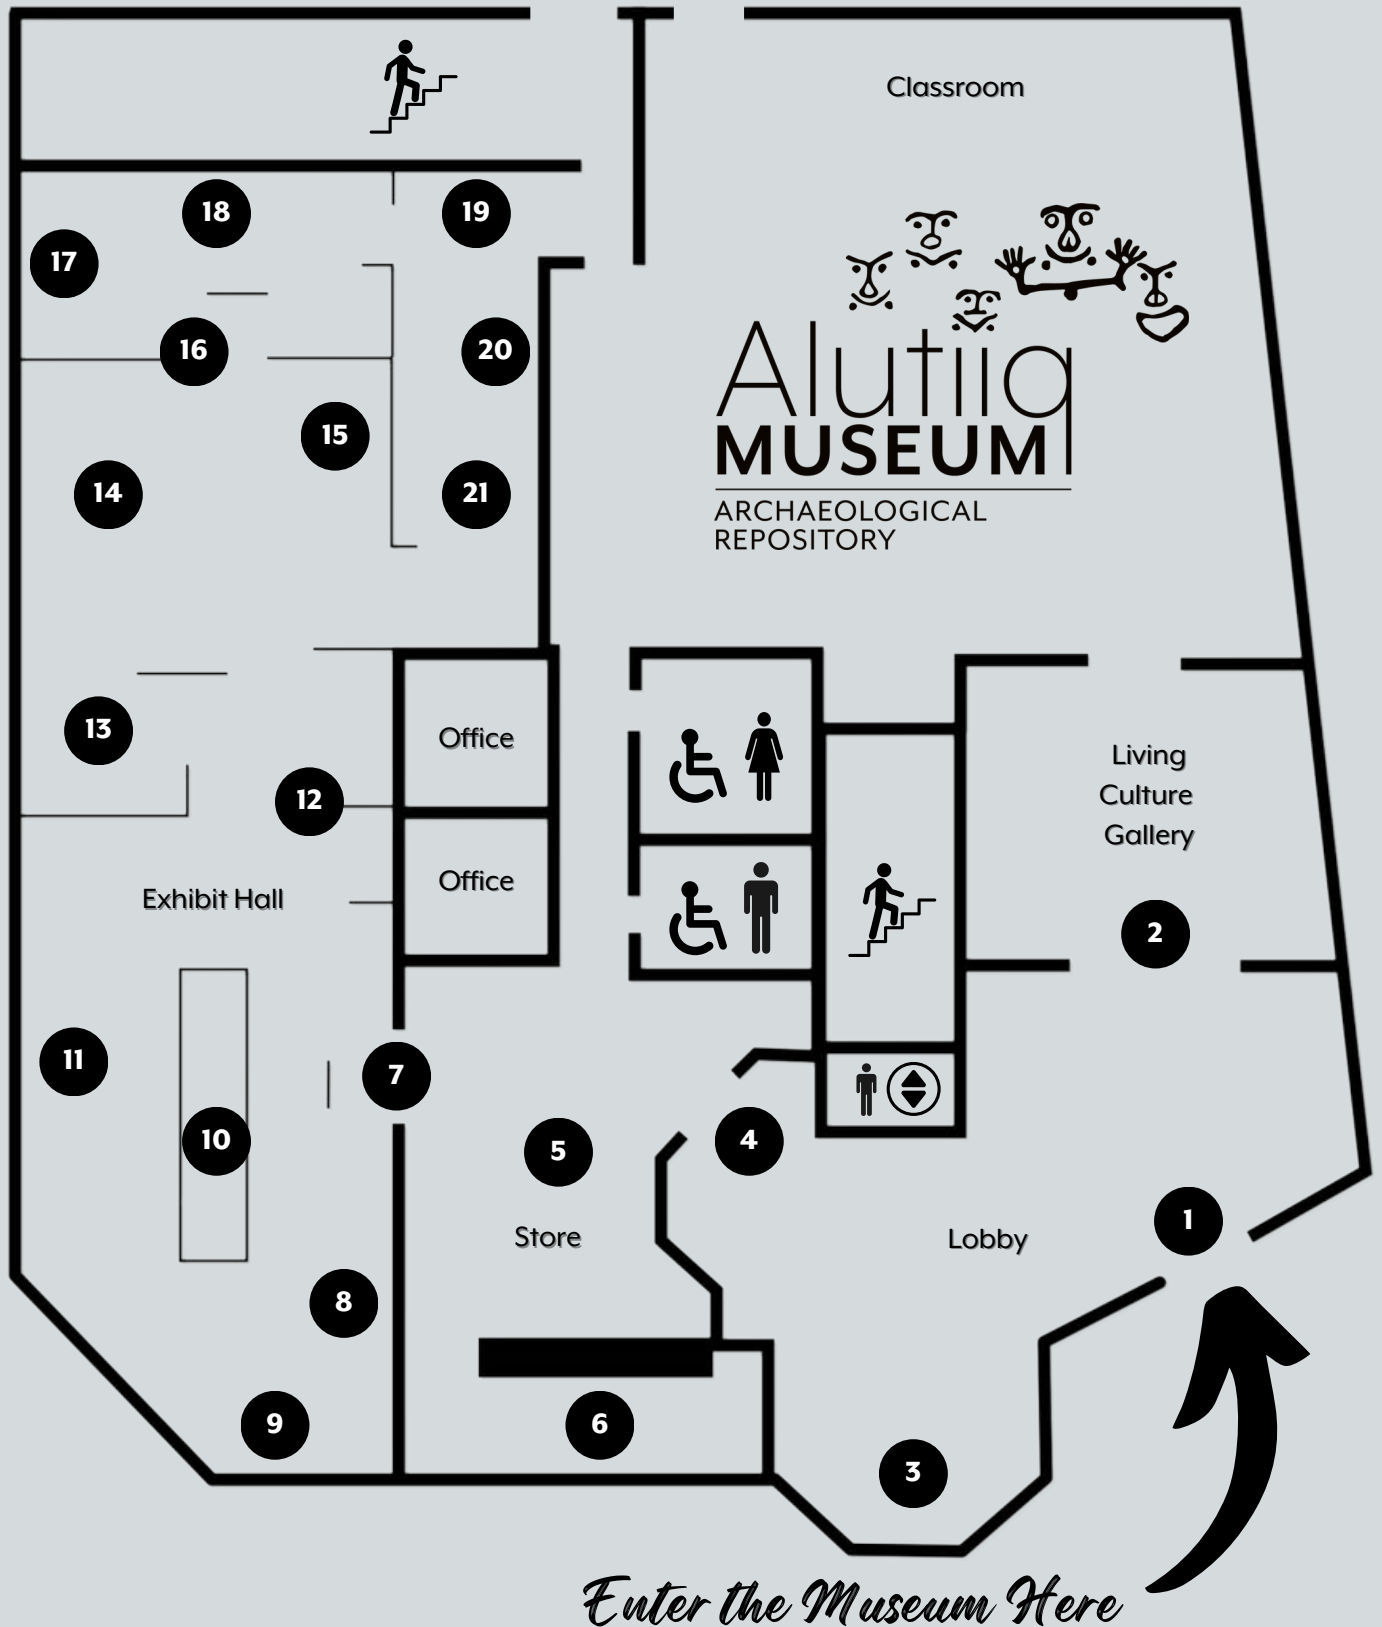 Classroom
18
19
17
Alutiiq
MUSEUM
ARCHAEOLOGICAL
REPOSITORY
16
20
15
14
21
13
Office
Living
Culture
Gallery
12
Office
Exhibit Hall
2
11
7
10
5
4
Store
1
Lobby
8
9
6
3
Enter the Museum Here